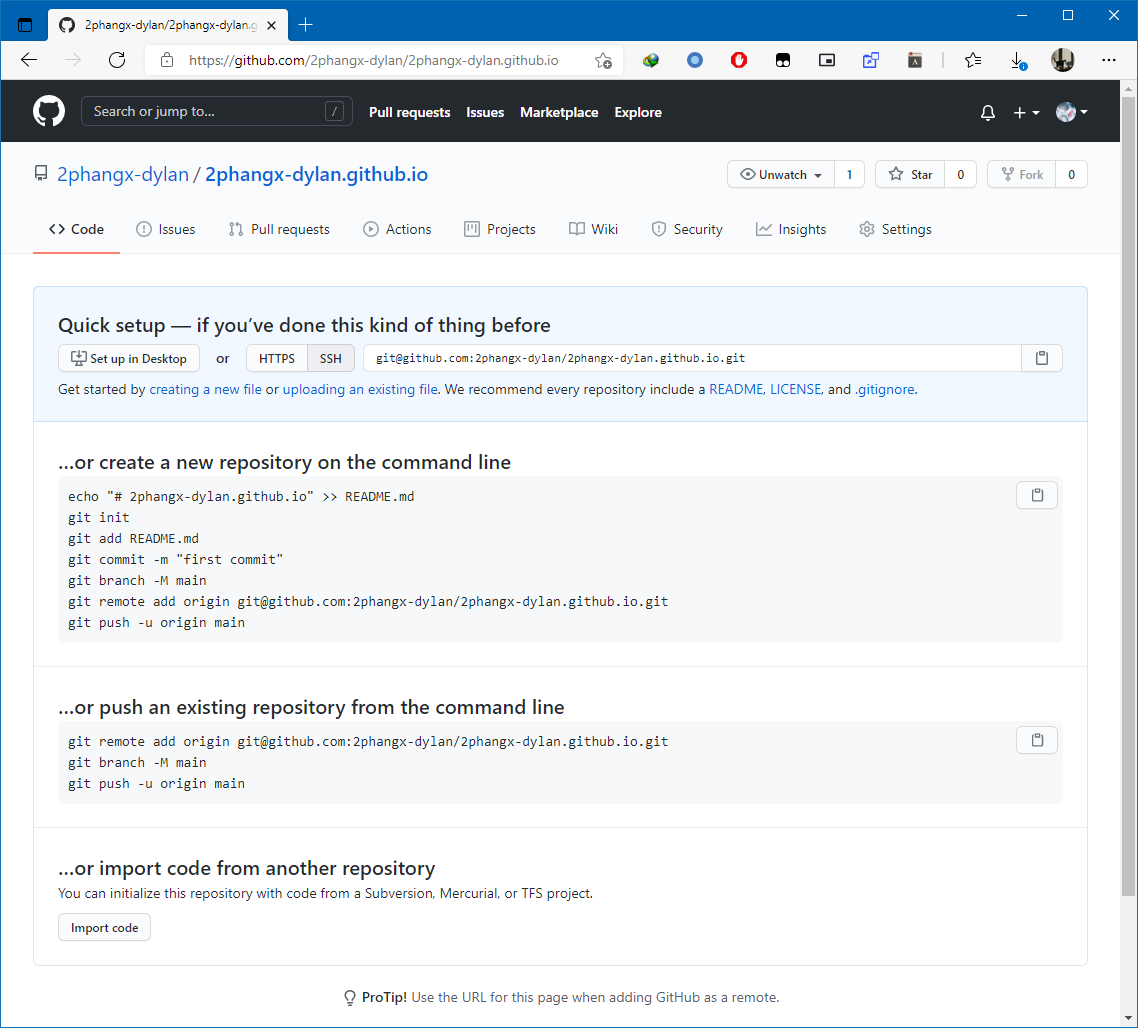 2phangx-dylan/2phangx-dylan.g
https://github.com/2phangx-dylan/2phangx-dylan.github.io
Search or jump to... /
Pull requests Issues Marketplace Explore
2phangx-dylan / 2phangx-dylan.github.io
Unwatch 1 Star 0 Fork 0
Code Issues Pull requests Actions Projects Wiki Security Insights Settings
Quick setup — if you’ve done this kind of thing before
Set up in Desktop or HTTPS SSH git@github.com:2phangx-dylan/2phangx-dylan.github.io.git
Get started by creating a new file or uploading an existing file. We recommend every repository include a README, LICENSE, and .gitignore.
…or create a new repository on the command line
echo "# 2phangx-dylan.github.io" >> README.md
git init
git add README.md
git commit -m "first commit"
git branch -M main
git remote add origin git@github.com:2phangx-dylan/2phangx-dylan.github.io.git
git push -u origin main
…or push an existing repository from the command line
git remote add origin git@github.com:2phangx-dylan/2phangx-dylan.github.io.git
git branch -M main
git push -u origin main
…or import code from another repository
You can initialize this repository with code from a Subversion, Mercurial, or TFS project.
Import code
ProTip! Use the URL for this page when adding GitHub as a remote.